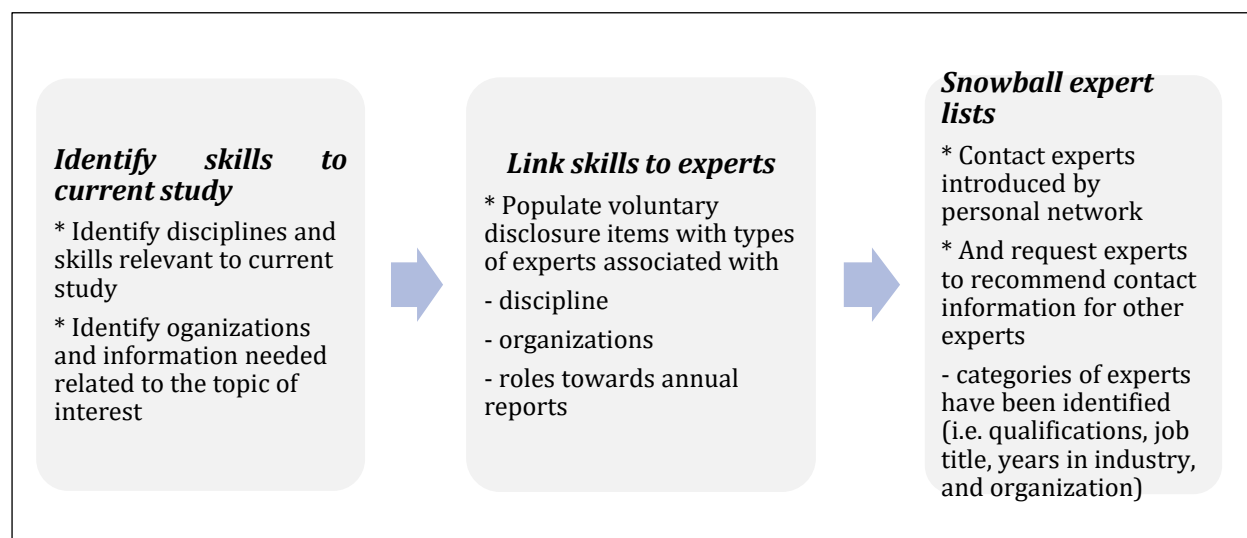 Identify skills to
current study
* Identify disciplines and
skills relevant to current
study
* Identify oganizations
and information needed
related to the topic of
interest
Link skills to experts
* Populate voluntary
disclosure items with types
of experts associated with
- discipline
- organizations
- roles towards annual
reports
Snowball expert
lists
* Contact experts
introduced by
personal network
* And request experts
to recommend contact
information for other
experts
- categories of experts
have been identified
(i.e. qualifications, job
title, years in industry,
and organization)